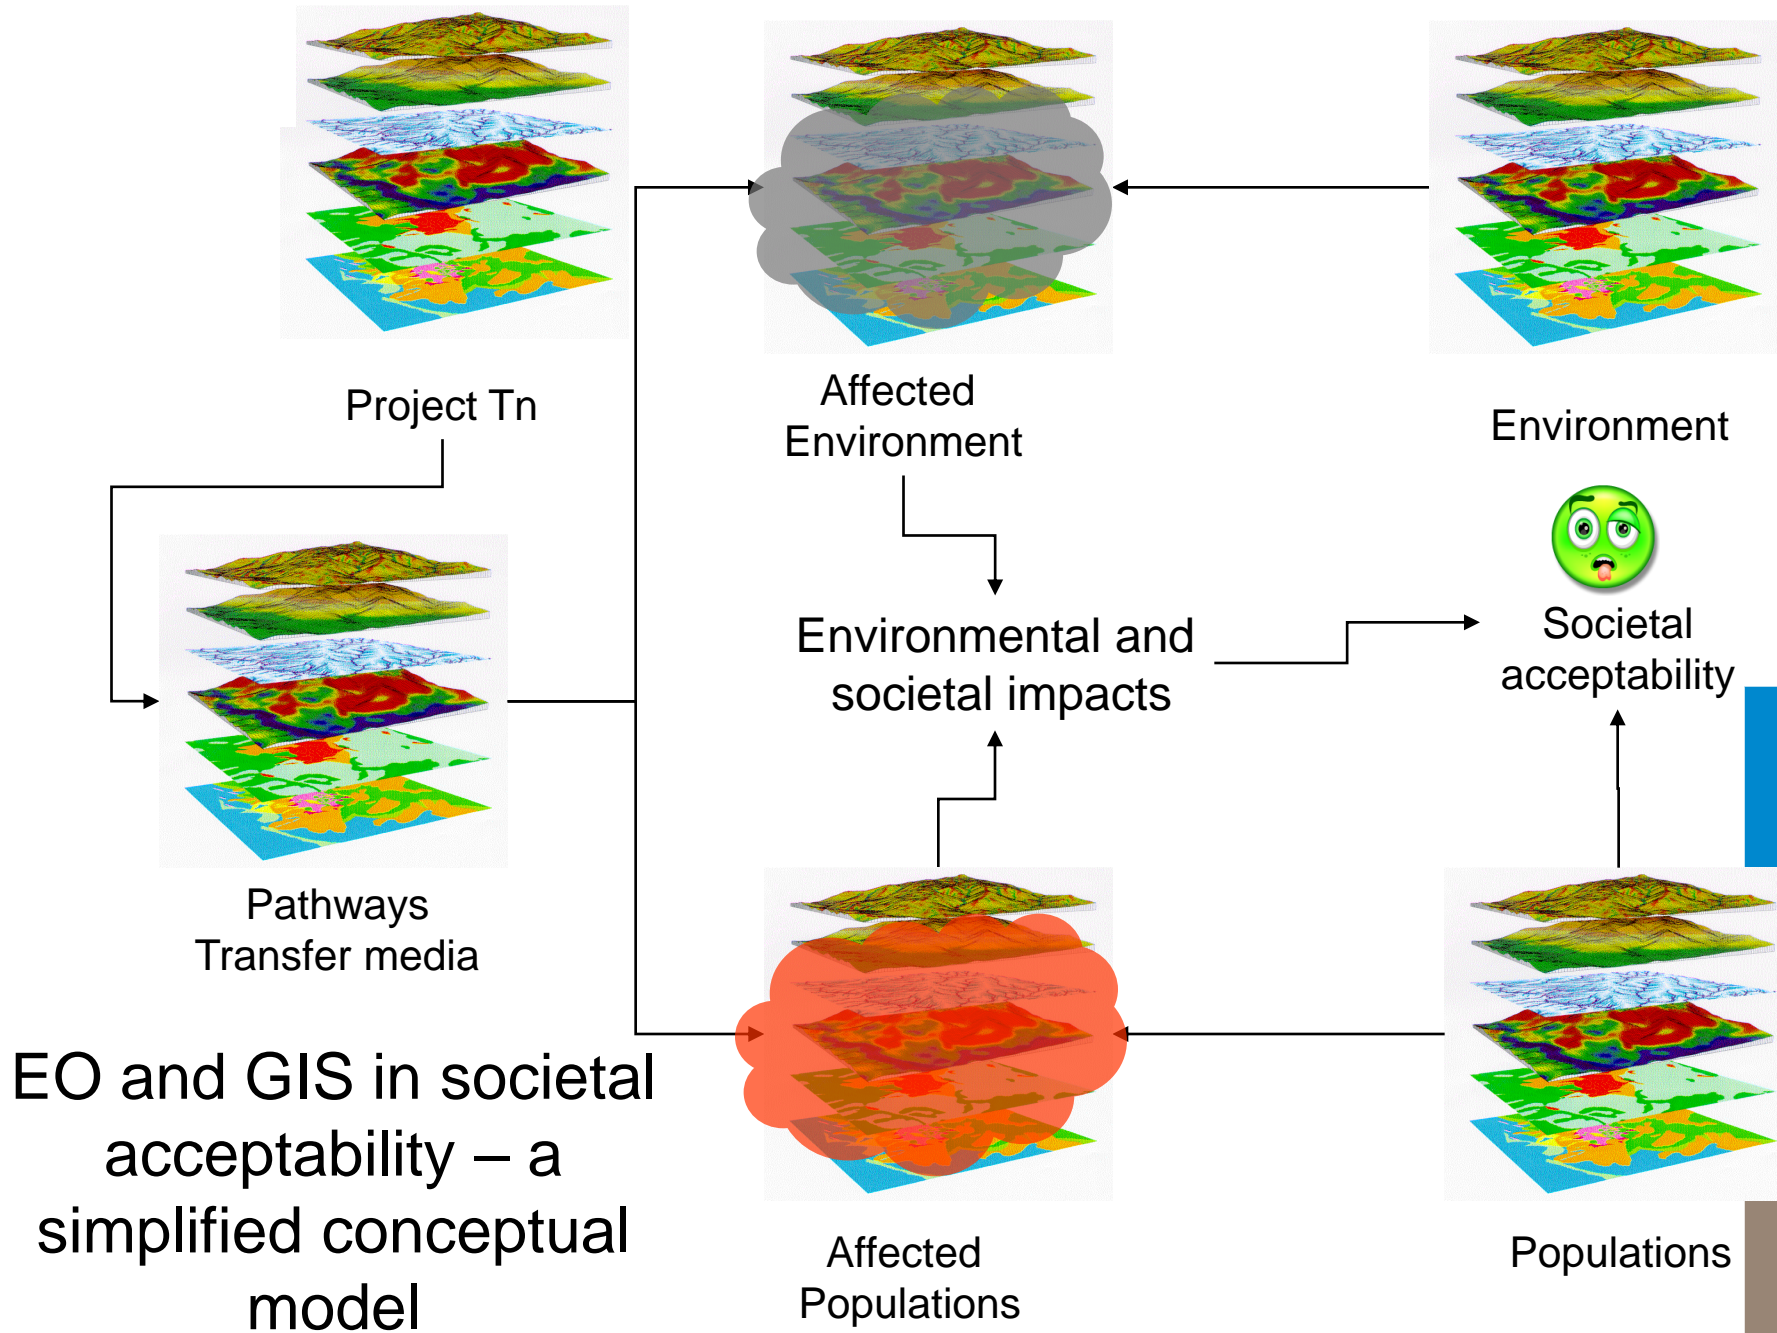 Project Tn
Affected
Environment
Environment
Environmental and
societal impacts
Societal
acceptability
Pathways
Transfer media
EO and GIS in societal
acceptability – a
simplified conceptual
model
Affected
Populations
Populations